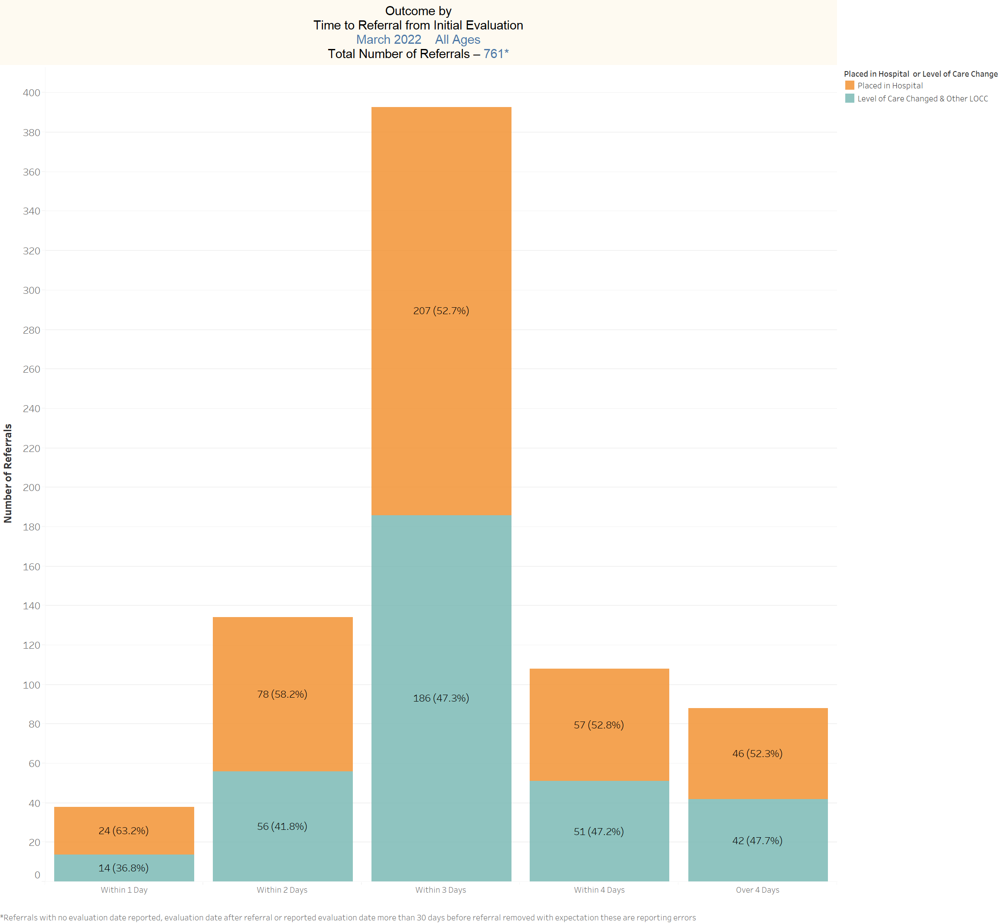 Outcome by
Time to Referral from Initial Evaluation
March 2022 All Ages
Total Number of Referrals – 761*
Placed in Hospital or Level of Care Change
Placed in Hospital
Level of Care Changed & Other LOCC
Number of Referrals
400
380
360
340
320
300
280
260
240
220
200
180
160
140
120
100
80
60
40
20
0
24 (63.2%)
14 (36.8%)
78 (58.2%)
56 (41.8%)
207 (52.7%)
186 (47.3%)
57 (52.8%)
51 (47.2%)
46 (52.3%)
42 (47.7%)
Within 1 Day
Within 2 Days
Within 3 Days
Within 4 Days
Over 4 Days
*Referrals with no evaluation date reported, evaluation date after referral or reported evaluation date more than 30 days before referral removed with expectation these are reporting errors